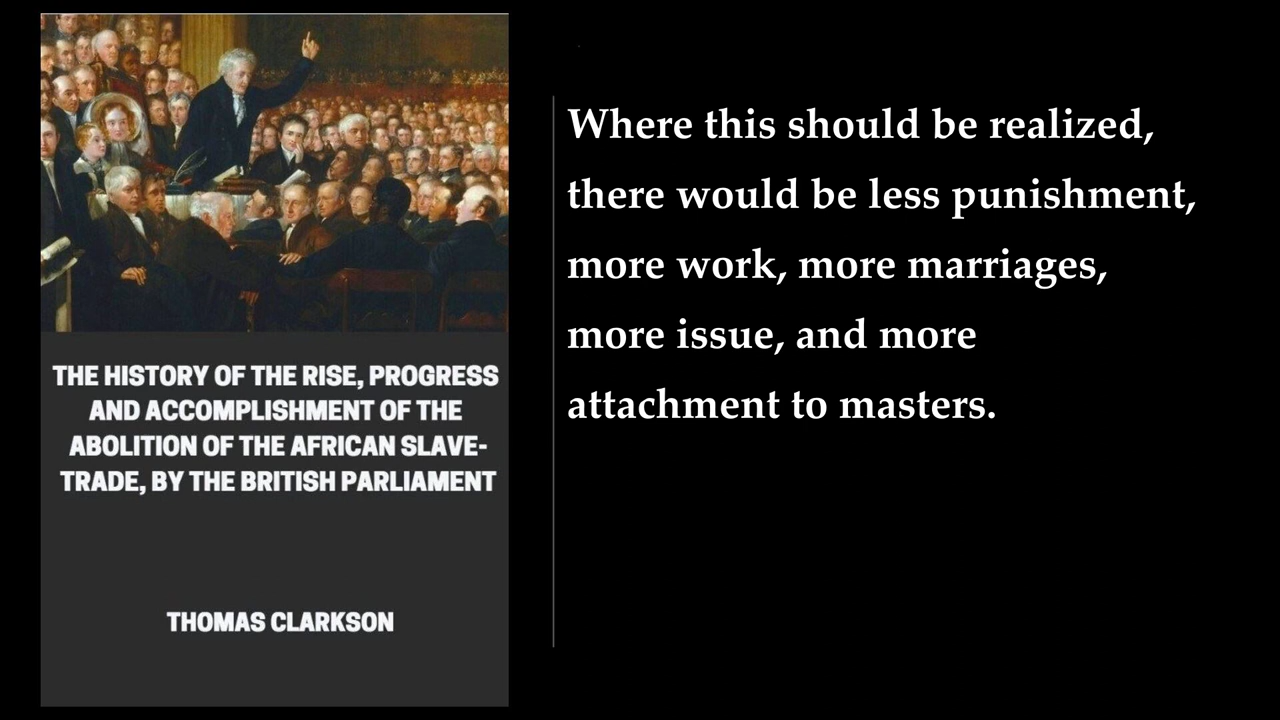 THE HISTORY OF THE RISE, PROGRESS
AND ACCOMPLISHMENT OF THE
ABOLITION OF THE AFRICAN SLAVE-
TRADE, BY THE BRITISH PARLIAMENT
THOMAS CLARKSON
Where this should be realized,
there would be less punishment,
more work, more marriages,
more issue, and more
attachment to masters.